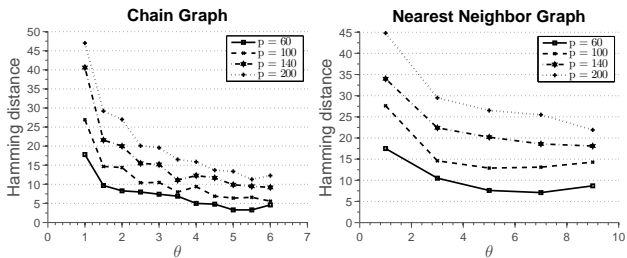 Chain Graph
Hamming distance
50
45
40
35
30
25
20
15
10
5
0
p = 60
p = 100
p = 140
p = 200
0 1 2 3 4 5 6 7
θ
Nearest Neighbor Graph
Hamming distance
45
40
35
30
25
20
15
10
5
0
p = 60
p = 100
p = 140
p = 200
0 2 4 6 8 10
θ